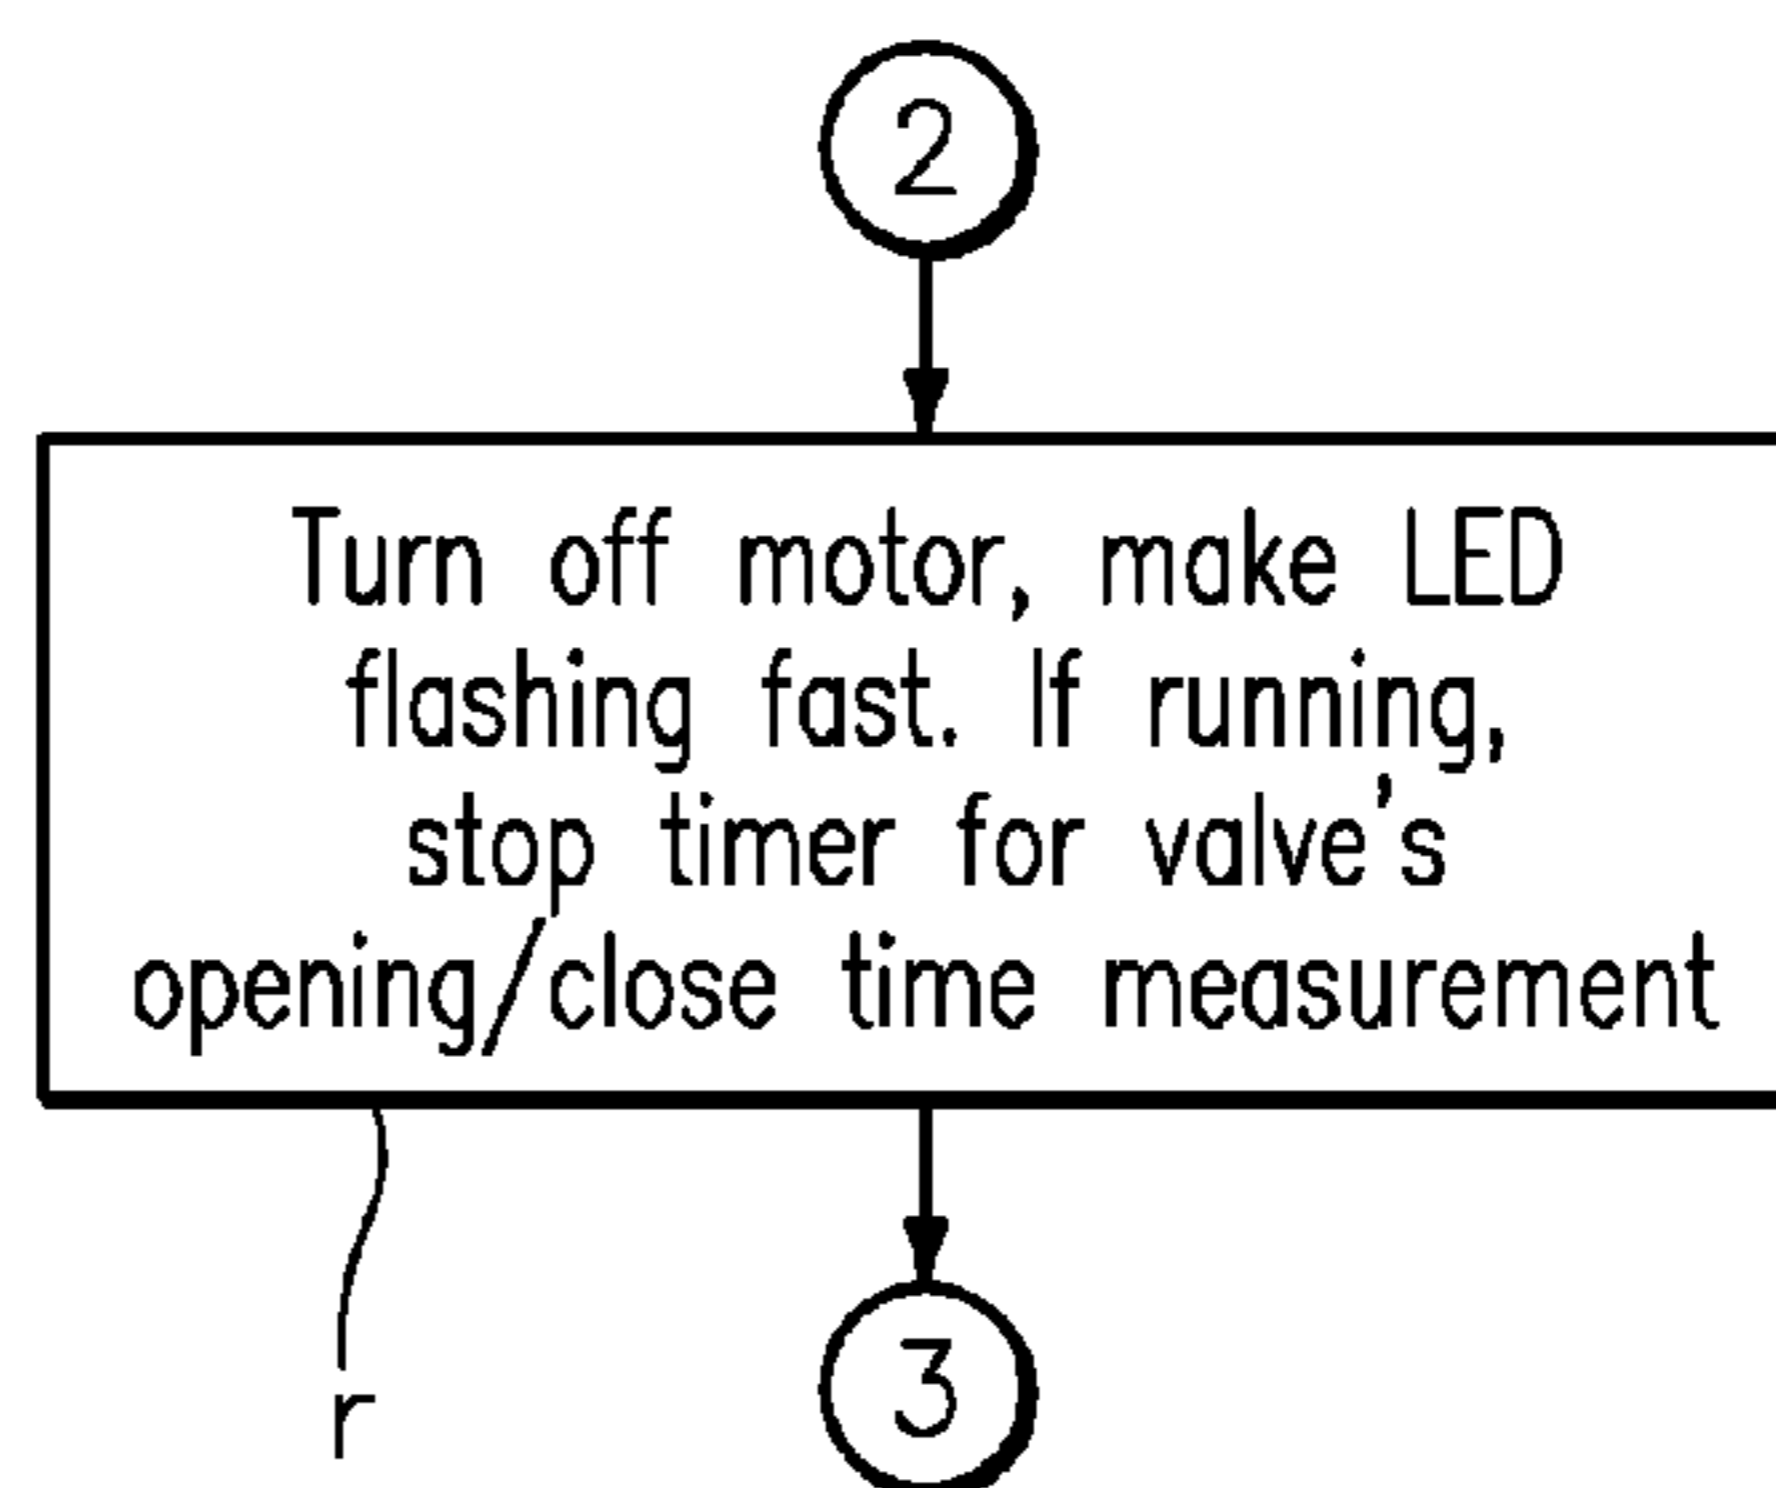 2
Turn off motor, make LED
flashing fast. If running,
stop timer for valve's
opening/close time measurement
r
3